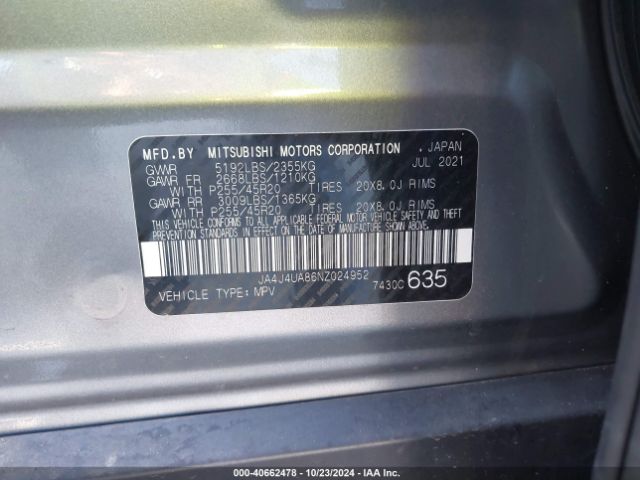 MFD.BY MITSUBISHI MOTORS CORPORATION . JAPAN
GVWR 5192LBS/2355KG JUL 2021
GAWR FR 2668LBS/1210KG
WITH P255/45R20 TIRES 20X8.0J RIMS
GAWR RR 3009LBS/1365KG
WITH P255/45R20 TIRES 20X8.0J RIMS
THIS VEHICLE CONFORMS TO ALL APPLICABLE FEDERAL MOTOR VEHICLE SAFETY AND THEFT
PREVENTION STANDARDS IN EFFECT ON THE DATE OF MANUFACTURE SHOWN ABOVE.
JA4J4UA86NZ024952
VEHICLE TYPE: MPV 7430C 635
000-40662478 - 10/23/2024 - IAA Inc.